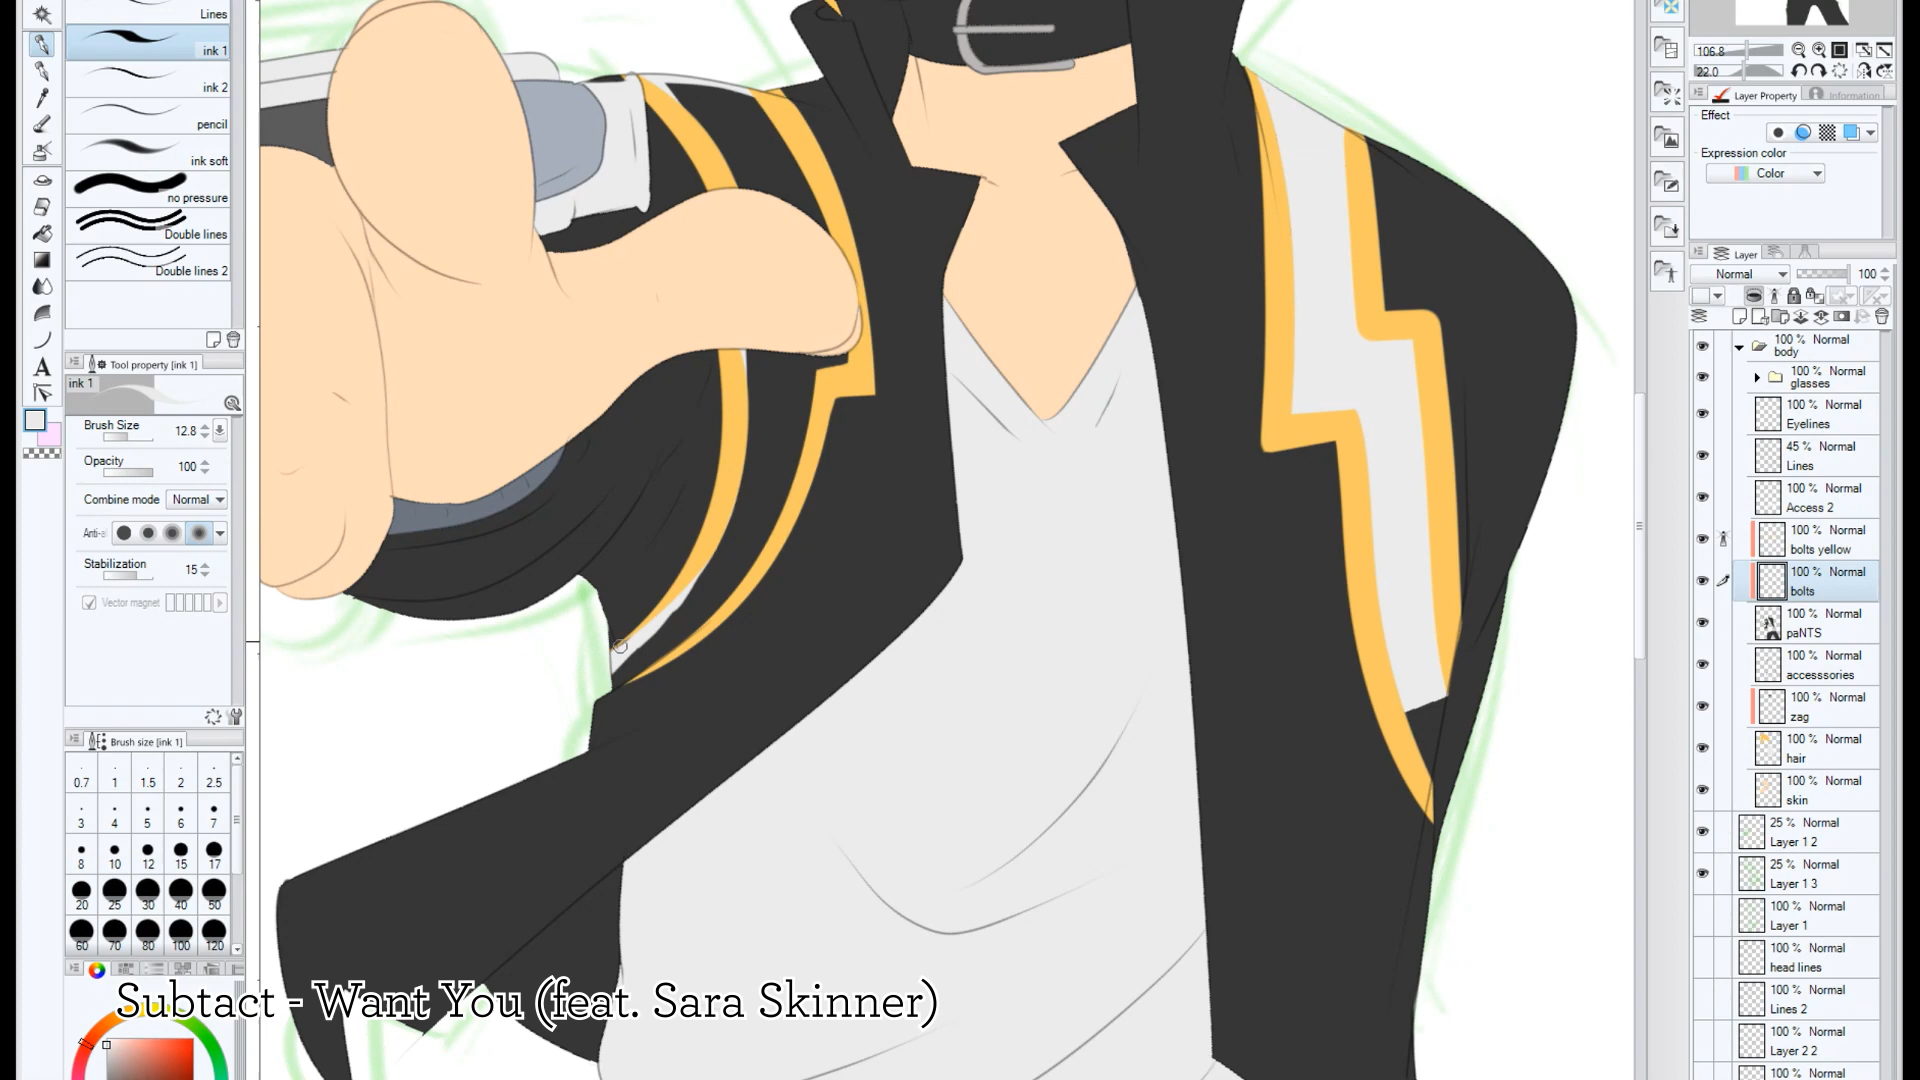 Lines
ink 1
ink 2
pencil
ink soft
no pressure
Double lines
Double lines 2
Tool property [ink 1]
ink 1
Brush Size 12.8
Opacity 100
Combine mode Normal
Anti-a
Stabilization 15
Vector magnet
Brush size [ink 1]
0.7 1 1.5 2 2.5
3 4 5 6 7
8 10 12 15 17
20 25 30 40 50
60 70 80 100 120
Subtact - Want You (feat. Sara Skinner)
106.8
22.0
Layer Property Information
Effect
Expression color
Color
Layer
Normal 100
100 % Normal
body
100 % Normal
glasses
100 % Normal
Eyelines
45 % Normal
Lines
100 % Normal
Access 2
100 % Normal
bolts yellow
100 % Normal
bolts
100 % Normal
paNTS
100 % Normal
accesssories
100 % Normal
zag
100 % Normal
hair
100 % Normal
skin
25 % Normal
Layer 1 2
25 % Normal
Layer 1 3
100 % Normal
Layer 1
100 % Normal
head lines
100 % Normal
Lines 2
100 % Normal
Layer 2 2
100 % Normal